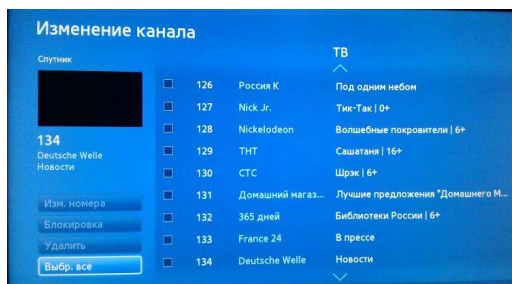 Изменение канала
ТВ
Спутник
134
Deutsche Welle
Новости
Изм. номера
Блокировка
Удалить
Выбр. все
126 Россия К Под одним небом
127 Nick Jr. Тик-Так | 0+
128 Nickelodeon Волшебные покровители | 6+
129 ТНТ Сашатаня | 16+
130 СТС Шрэк | 6+
131 Домашний магаз... Лучшие предложения "Домашнего М...
132 365 дней Библиотеки России | 6+
133 France 24 В прессе
134 Deutsche Welle Новости